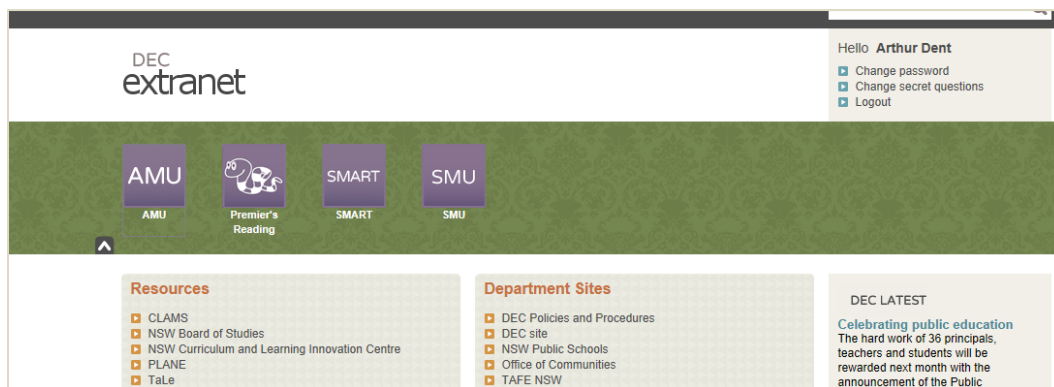 Hello Arthur Dent
Change password
Change secret questions
Logout
DEC
extranet
AMU
SMART
SMU
AMU
Premier's
Reading
SMART
SMU
Resources
CLAMS
NSW Board of Studies
NSW Curriculum and Learning Innovation Centre
PLANE
TaLe
Department Sites
DEC Policies and Procedures
DEC site
NSW Public Schools
Office of Communities
TAFE NSW
DEC LATEST
Celebrating public education
The hard work of 36 principals,
teachers and students will be
rewarded next month with the
announcement of the Public